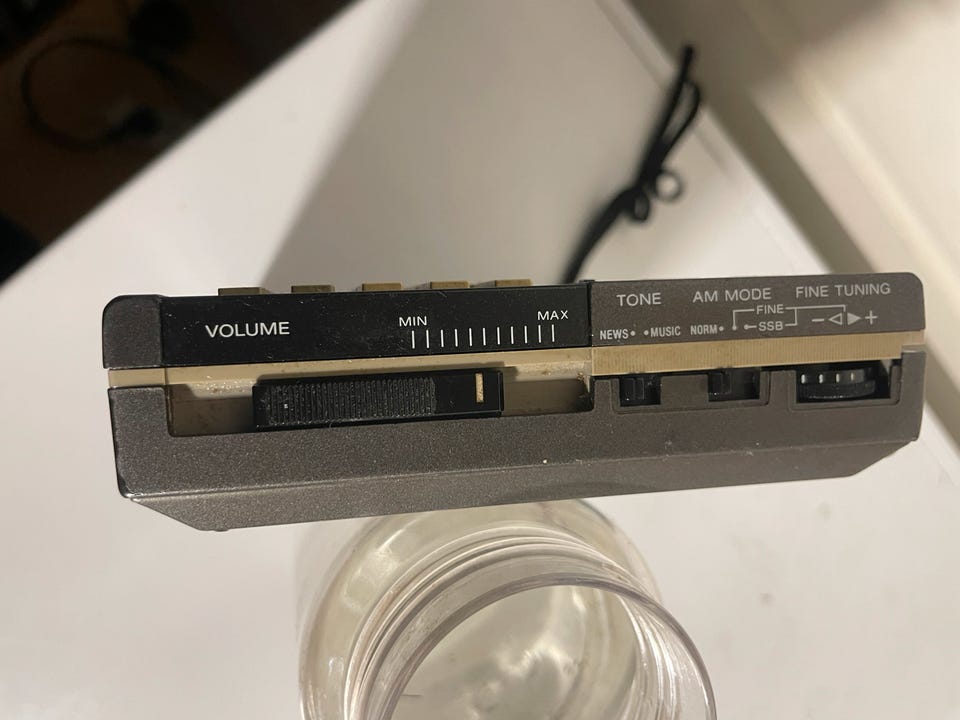 VOLUME
MIN MAX
TONE
NEWS • • MUSIC
AM MODE
FINE
NORM • •SSB
FINE TUNING
− +